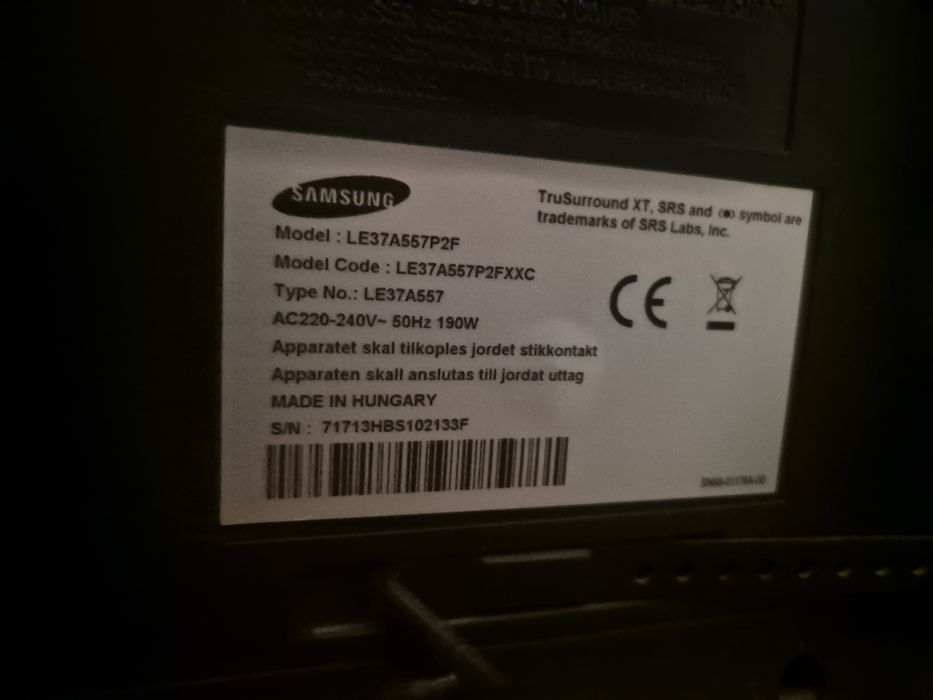 COVER
SAMSUNG
TruSurround XT, SRS and symbol are
trademarks of SRS Labs, Inc.
Model : LE37A557P2F
Model Code : LE37A557P2FXXC
Type No.: LE37A557
AC220-240V~ 50Hz 190W
Apparatet skal tilkoples jordet stikkontakt
Apparaten skall anslutas till jordat uttag
MADE IN HUNGARY
S/N : 71713HBS102133F
CE